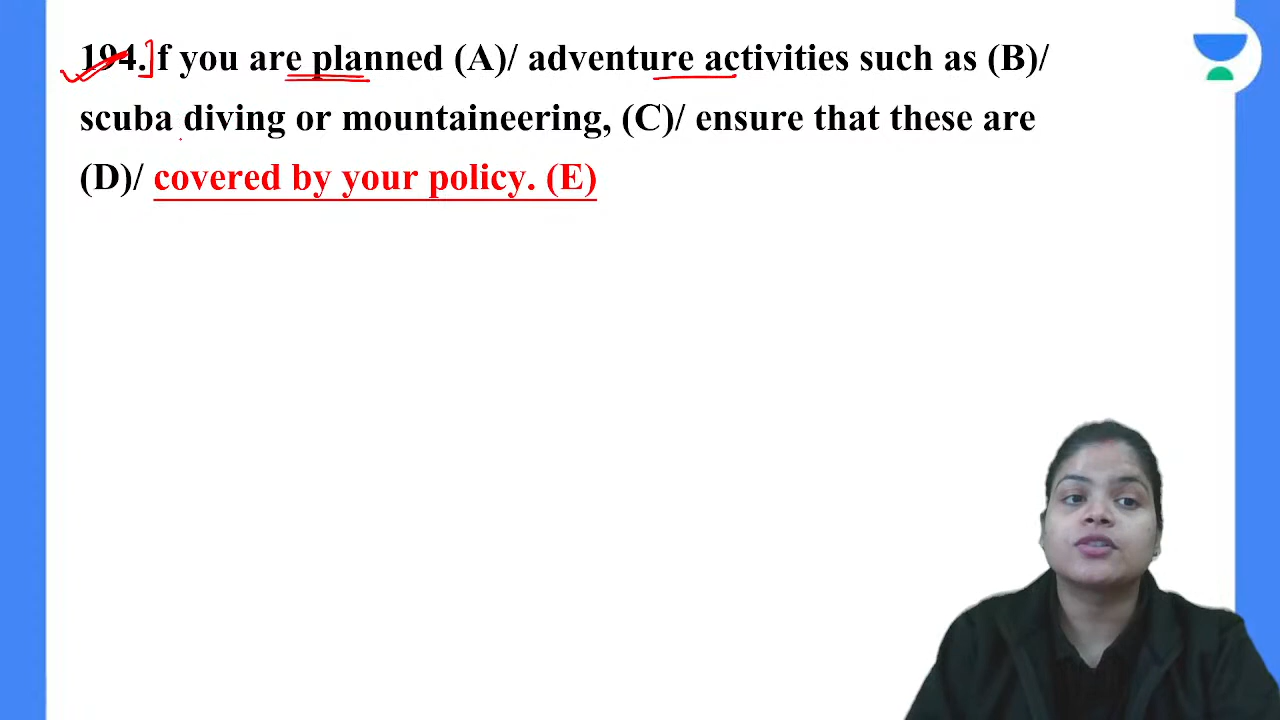 194. If you are planned (A)/ adventure activities such as (B)/
scuba diving or mountaineering, (C)/ ensure that these are
(D)/ covered by your policy. (E)